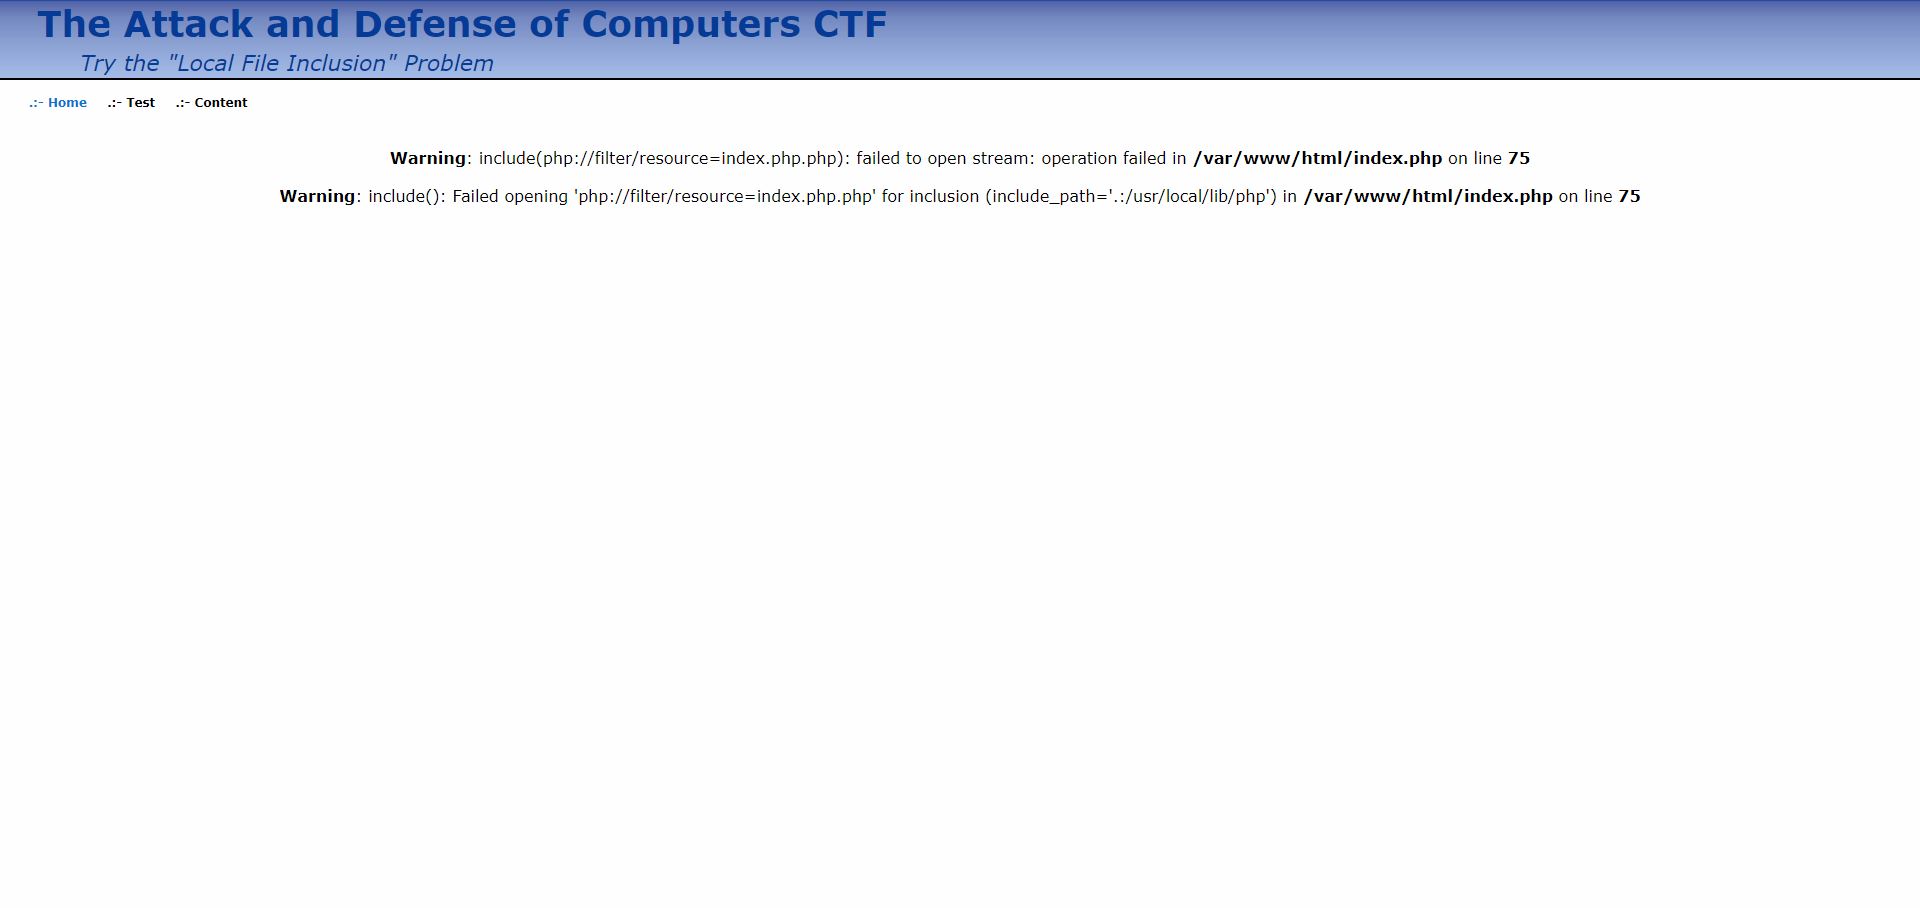 The Attack and Defense of Computers CTF
Try the "Local File Inclusion" Problem
.:- Home .:- Test .:- Content
Warning: include(php://filter/resource=index.php.php): failed to open stream: operation failed in /var/www/html/index.php on line 75
Warning: include(): Failed opening 'php://filter/resource=index.php.php' for inclusion (include_path='.:/usr/local/lib/php') in /var/www/html/index.php on line 75